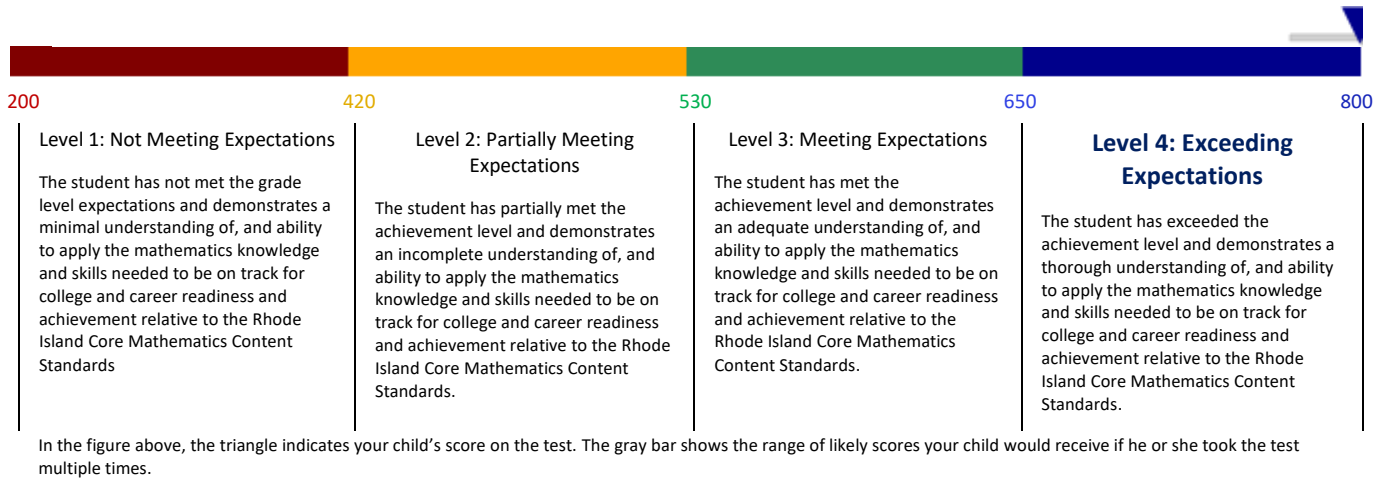 200
420
530
650
800
Level 1: Not Meeting Expectations
The student has not met the grade
level expectations and demonstrates a
minimal understanding of, and ability
to apply the mathematics knowledge
and skills needed to be on track for
college and career readiness and
achievement relative to the Rhode
Island Core Mathematics Content
Standards
Level 2: Partially Meeting
Expectations
The student has partially met the
achievement level and demonstrates
an incomplete understanding of, and
ability to apply the mathematics
knowledge and skills needed to be on
track for college and career readiness
and achievement relative to the Rhode
Island Core Mathematics Content
Standards.
Level 3: Meeting Expectations
The student has met the
achievement level and demonstrates
an adequate understanding of, and
ability to apply the mathematics
knowledge and skills needed to be on
track for college and career readiness
and achievement relative to the
Rhode Island Core Mathematics
Content Standards.
Level 4: Exceeding
Expectations
The student has exceeded the
achievement level and demonstrates a
thorough understanding of, and ability
to apply the mathematics knowledge
and skills needed to be on track for
college and career readiness and
achievement relative to the Rhode
Island Core Mathematics Content
Standards.
In the figure above, the triangle indicates your child’s score on the test. The gray bar shows the range of likely scores your child would receive if he or she took the test
multiple times.